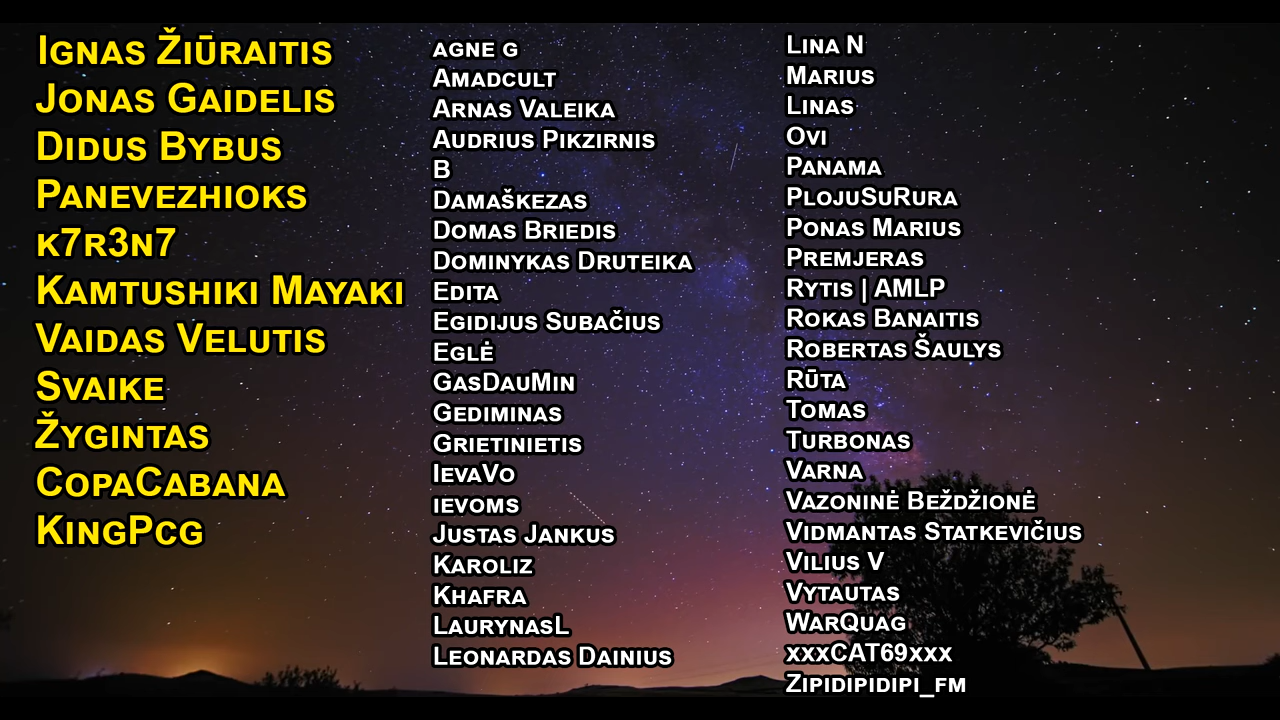 Ignas Žiūraitis
Jonas Gaidelis
Didus Bybus
Panevezhioks
k7r3n7
Kamtushiki Mayaki
Vaidas Velutis
Svaike
Žygintas
CopaCabana
KingPcg
agne g
Amadcult
Arnas Valeika
Audrius Pikzirnis
B
Damaškezas
Domas Briedis
Dominykas Druteika
Edita
Egidijus Subačius
Eglė
GasDauMin
Gediminas
Grietinietis
IevaVo
ievoms
Justas Jankus
Karoliz
Khafra
LaurynasL
Leonardas Dainius
Lina N
Marius
Linas
Ovi
Panama
PlojuSuRura
Ponas Marius
Premjeras
Rytis | AMLP
Rokas Banaitis
Robertas Šaulys
Rūta
Tomas
Turbonas
Varna
Vazoninė Beždžionė
Vidmantas Statkevičius
Vilius V
Vytautas
WarQuag
xxxCAT69xxx
Zipidipidipi_fm